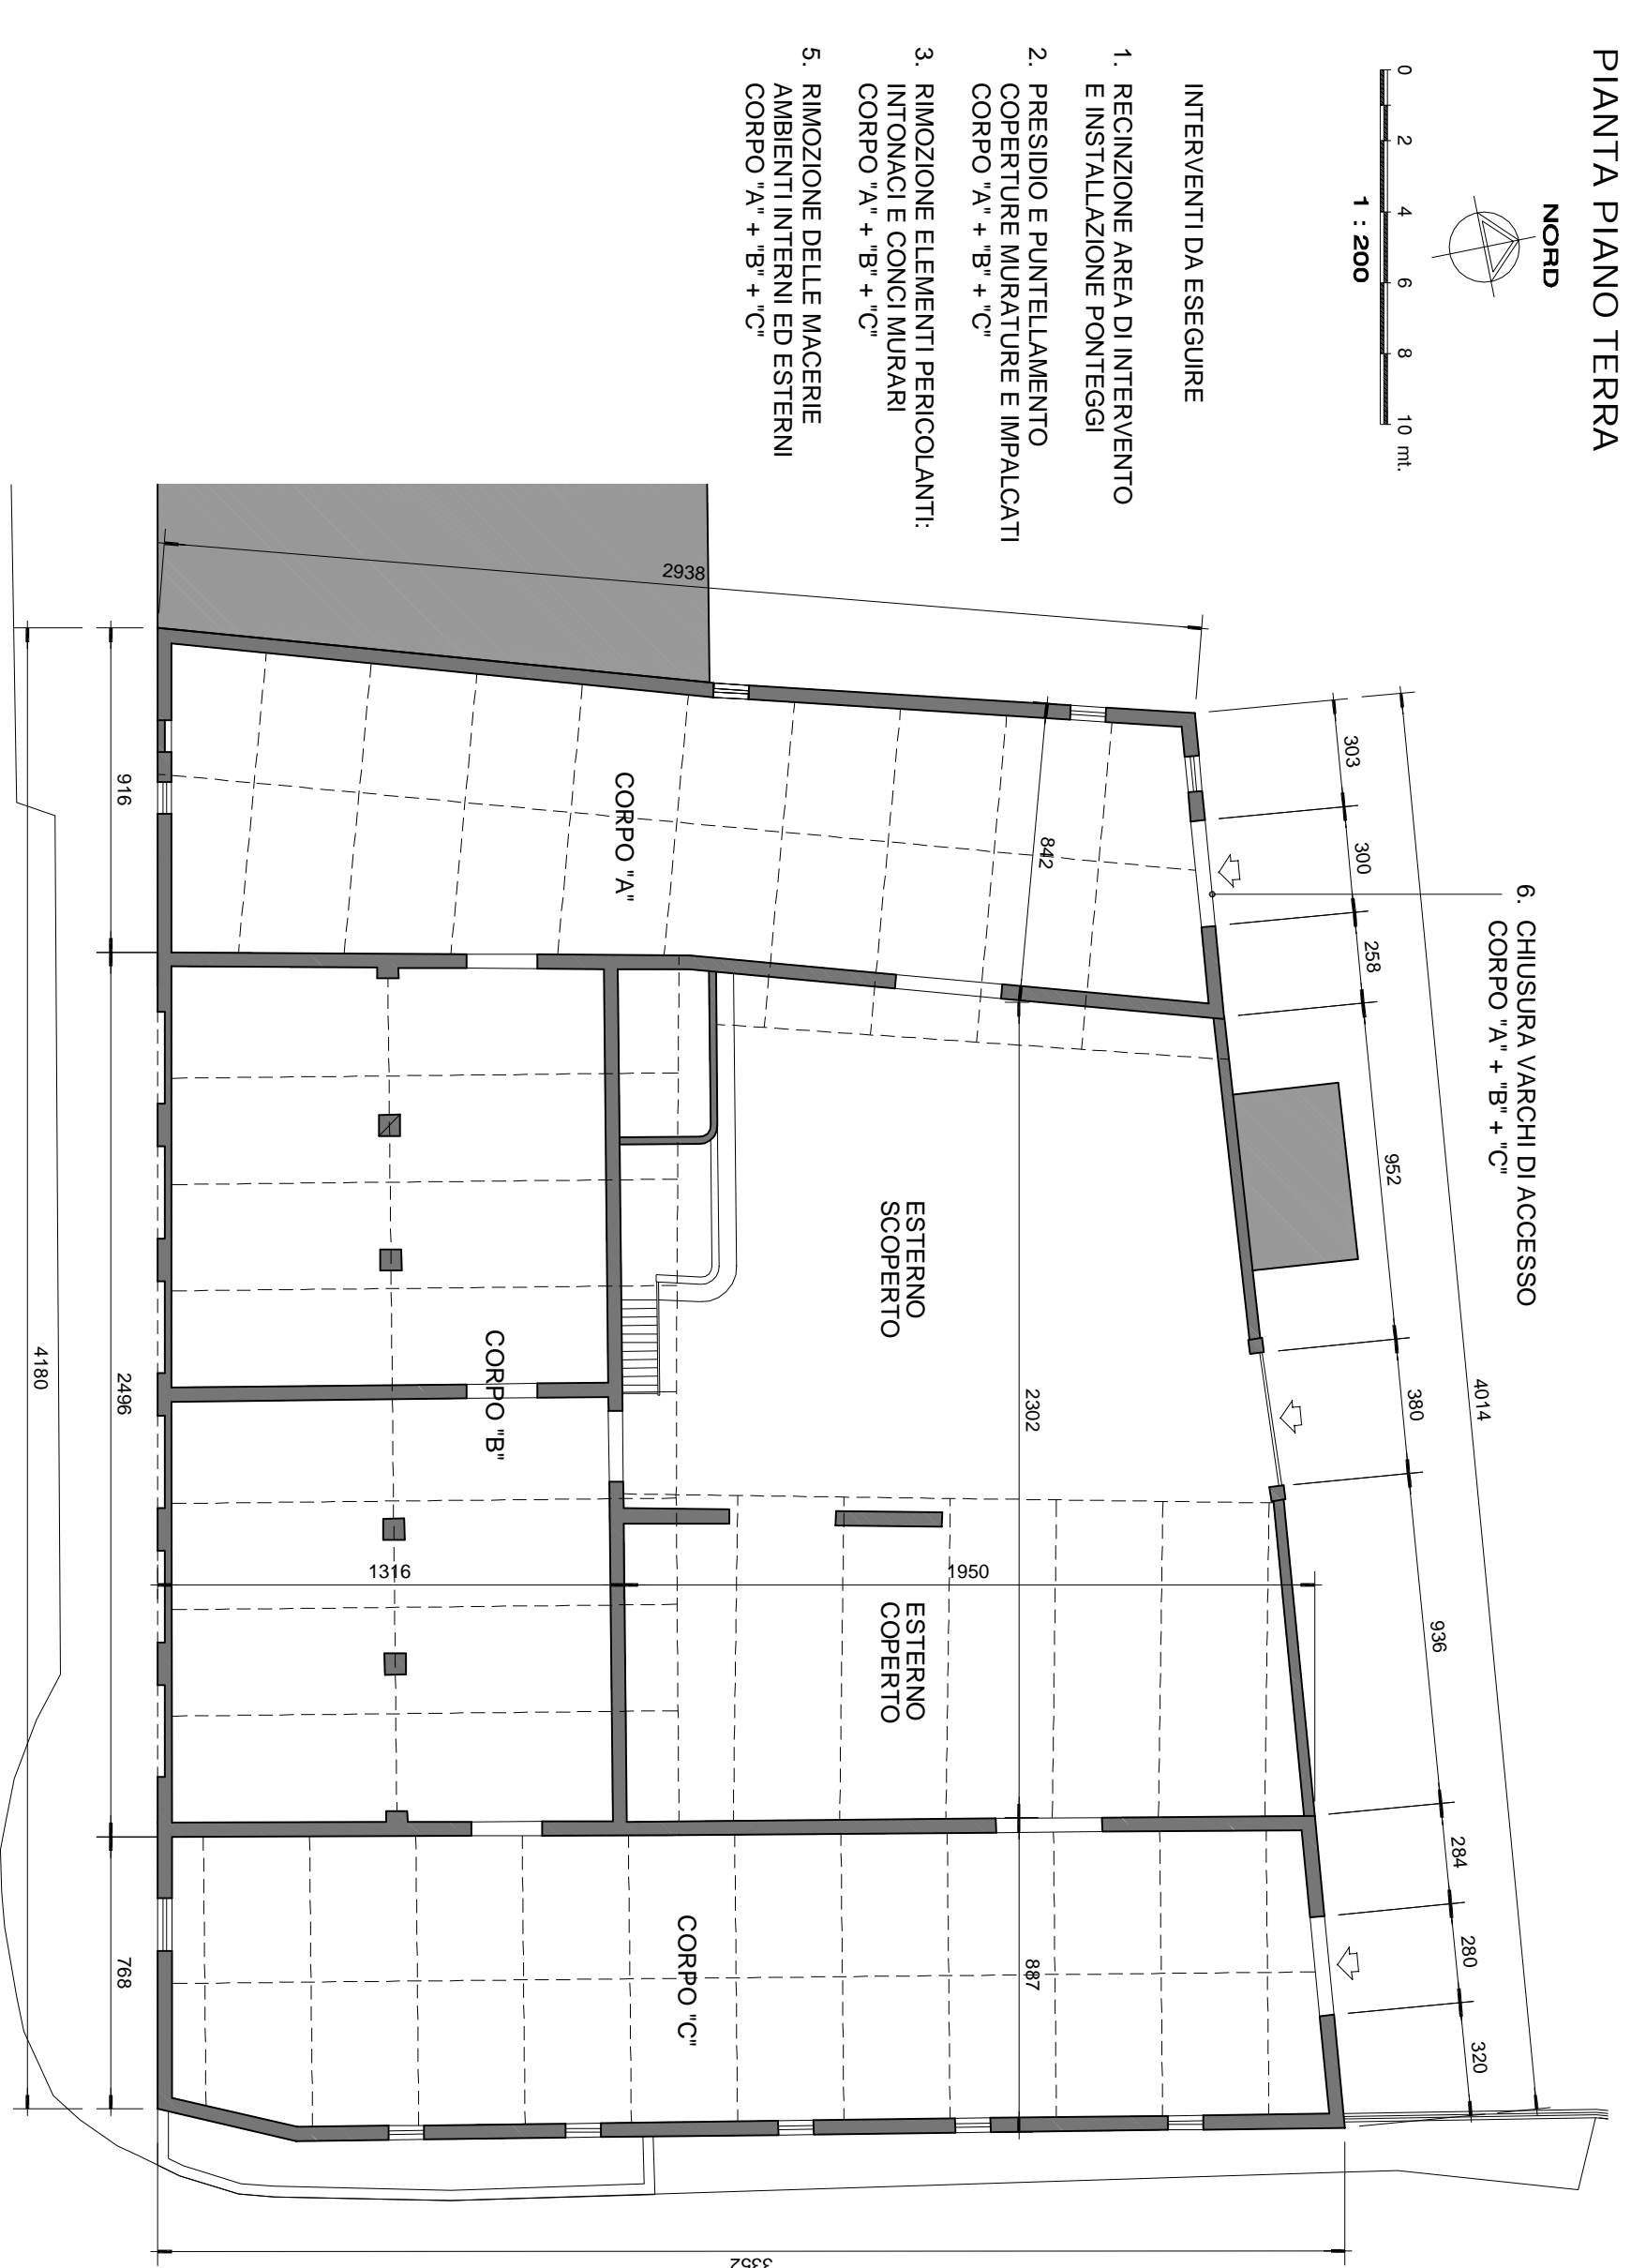 PIANTA PIANO TERRA
NORD
0 2 4 6 8 10 mt.
1 : 200
INTERVENTI DA ESEGUIRE
1. RECINZIONE AREA DI INTERVENTO
E INSTALLAZIONE PONTEGGI
2. PRESIDIO E PUNTELLAMENTO
COPERTURE MURATURE E IMPALCATI
CORPO "A" + "B" + "C"
3. RIMOZIONE ELEMENTI PERICOLANTI:
INTONACI E CONCI MURARI
CORPO "A" + "B" + "C"
5. RIMOZIONE DELLE MACERIE
AMBIENTI INTERNI ED ESTERNI
CORPO "A" + "B" + "C"
6. CHIUSURA VARCHI DI ACCESSO
CORPO "A" + "B" + "C"
4014
303
300
258
952
380
936
284
280
320
2938
842
2302
887
CORPO "A"
ESTERNO
SCOPERTO
ESTERNO
COPERTO
1316
1950
CORPO "B"
CORPO "C"
916
2496
768
4180
3352